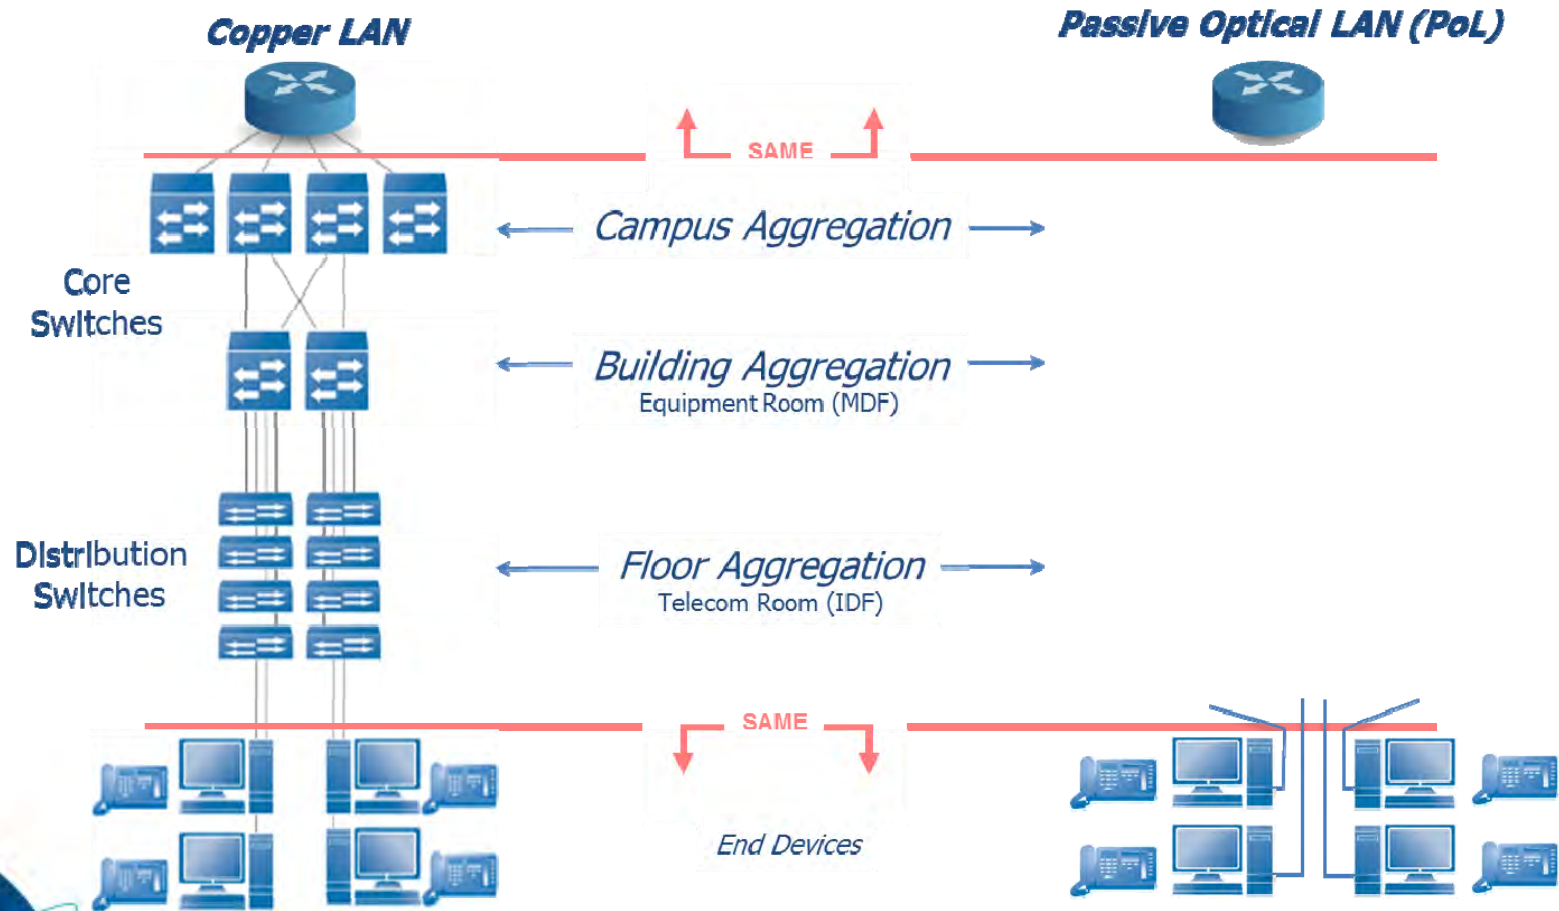 Copper LAN
Passive Optical LAN (PoL)
SAME
Campus Aggregation
Core
Switches
Building Aggregation
Equipment Room (MDF)
Distribution
Switches
Floor Aggregation
Telecom Room (IDF)
SAME
End Devices